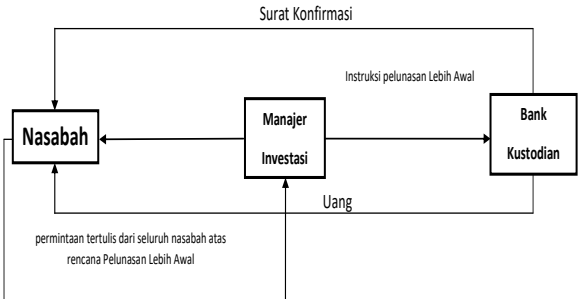 Surat Konfirmasi
Instruksi pelunasan Lebih Awal
Nasabah
Manajer
Investasi
Bank
Kustodian
Uang
permintaan tertulis dari seluruh nasabah atas
rencana Pelunasan Lebih Awal